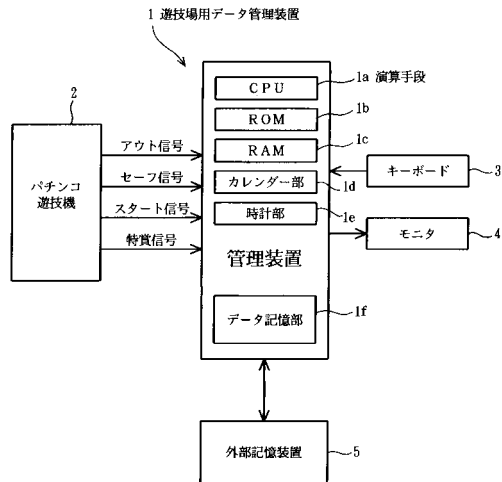 1 遊技場用データ管理装置
CPU
1a 演算手段
ROM
1b
RAM
1c
カレンダー部
1d
時計部
1e
管理装置
データ記憶部
1f
2
パチンコ
遊技機
アウト信号
セーフ信号
スタート信号
特賞信号
キーボード
3
モニタ
4
外部記憶装置
5